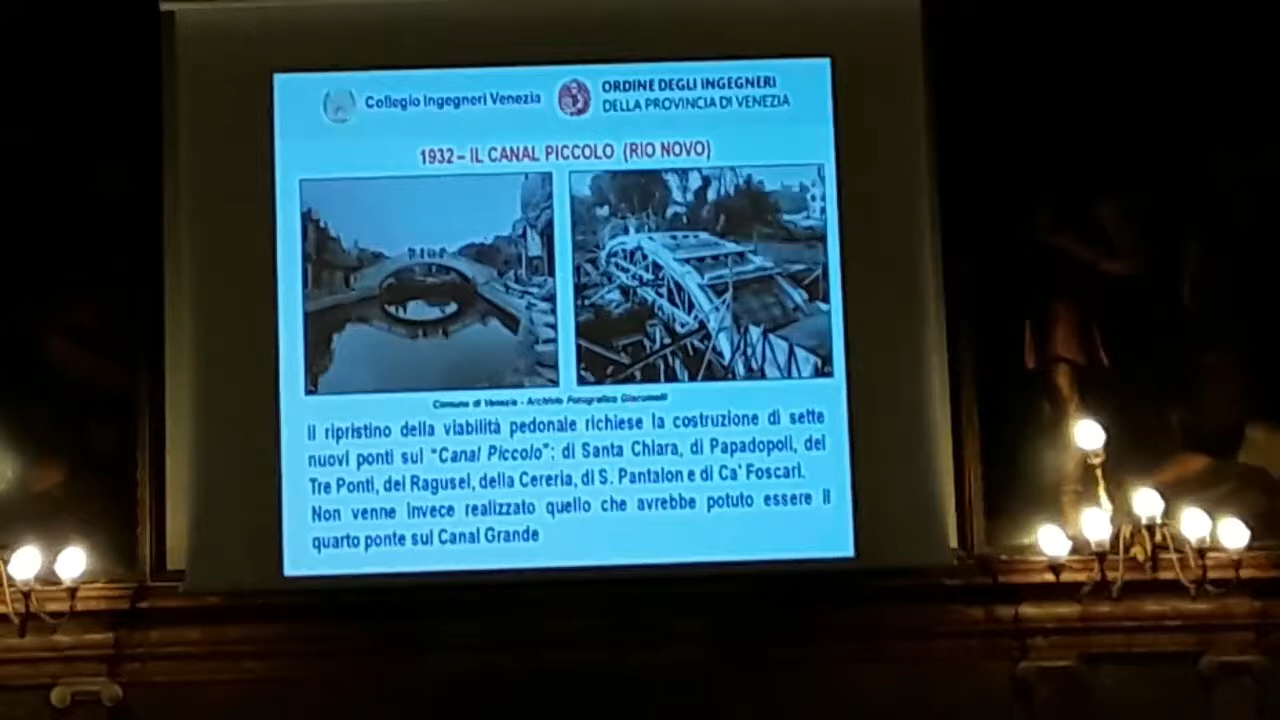 Collegio Ingegneri Venezia
ORDINE DEGLI INGEGNERI
DELLA PROVINCIA DI VENEZIA
1932 – IL CANAL PICCOLO (RIO NOVO)
Comune di Venezia - Archivio Fotografico Giacomelli
Il ripristino della viabilità pedonale richiese la costruzione di sette
nuovi ponti sul "Canal Piccolo": di Santa Chiara, di Papadopoli, dei
Tre Ponti, dei Ragusei, della Cereria, di S. Pantalon e di Ca' Foscari.
Non venne invece realizzato quello che avrebbe potuto essere il
quarto ponte sul Canal Grande